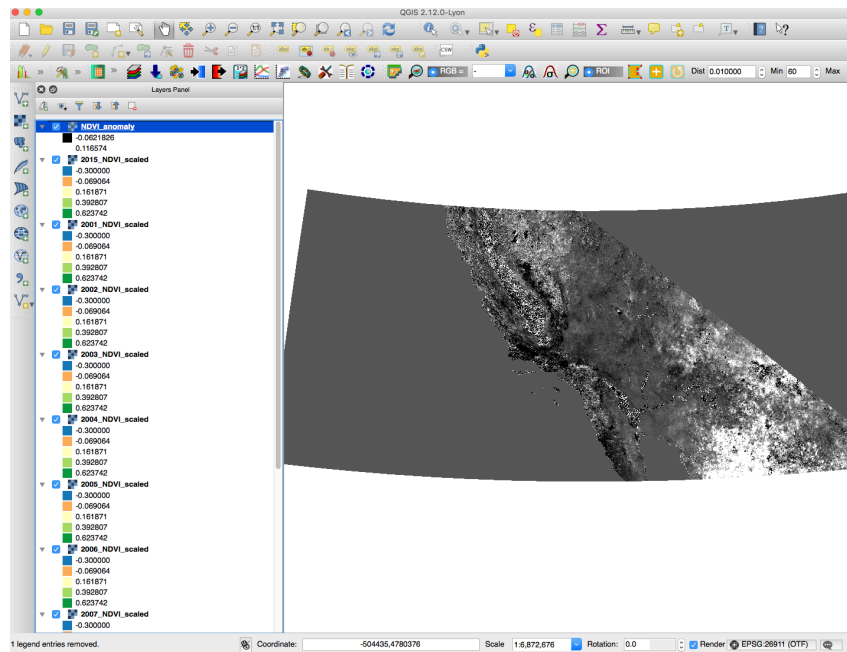 QGIS 2.12.0-Lyon
CSW
RGB = - ROI Dist 0.010000 Min 60 Max
Layers Panel
NDVI_anomaly
-0.0621826
0.116574
2015_NDVI_scaled
-0.300000
-0.069064
0.161871
0.392807
0.623742
2001_NDVI_scaled
-0.300000
-0.069064
0.161871
0.392807
0.623742
2002_NDVI_scaled
-0.300000
-0.069064
0.161871
0.392807
0.623742
2003_NDVI_scaled
-0.300000
-0.069064
0.161871
0.392807
0.623742
2004_NDVI_scaled
-0.300000
-0.069064
0.161871
0.392807
0.623742
2005_NDVI_scaled
-0.300000
-0.069064
0.161871
0.392807
0.623742
2006_NDVI_scaled
-0.300000
-0.069064
0.161871
0.392807
0.623742
2007_NDVI_scaled
-0.300000
1 legend entries removed. Coordinate: -504435,4780376 Scale 1:6,872,676 Rotation: 0.0 Render EPSG:26911 (OTF)